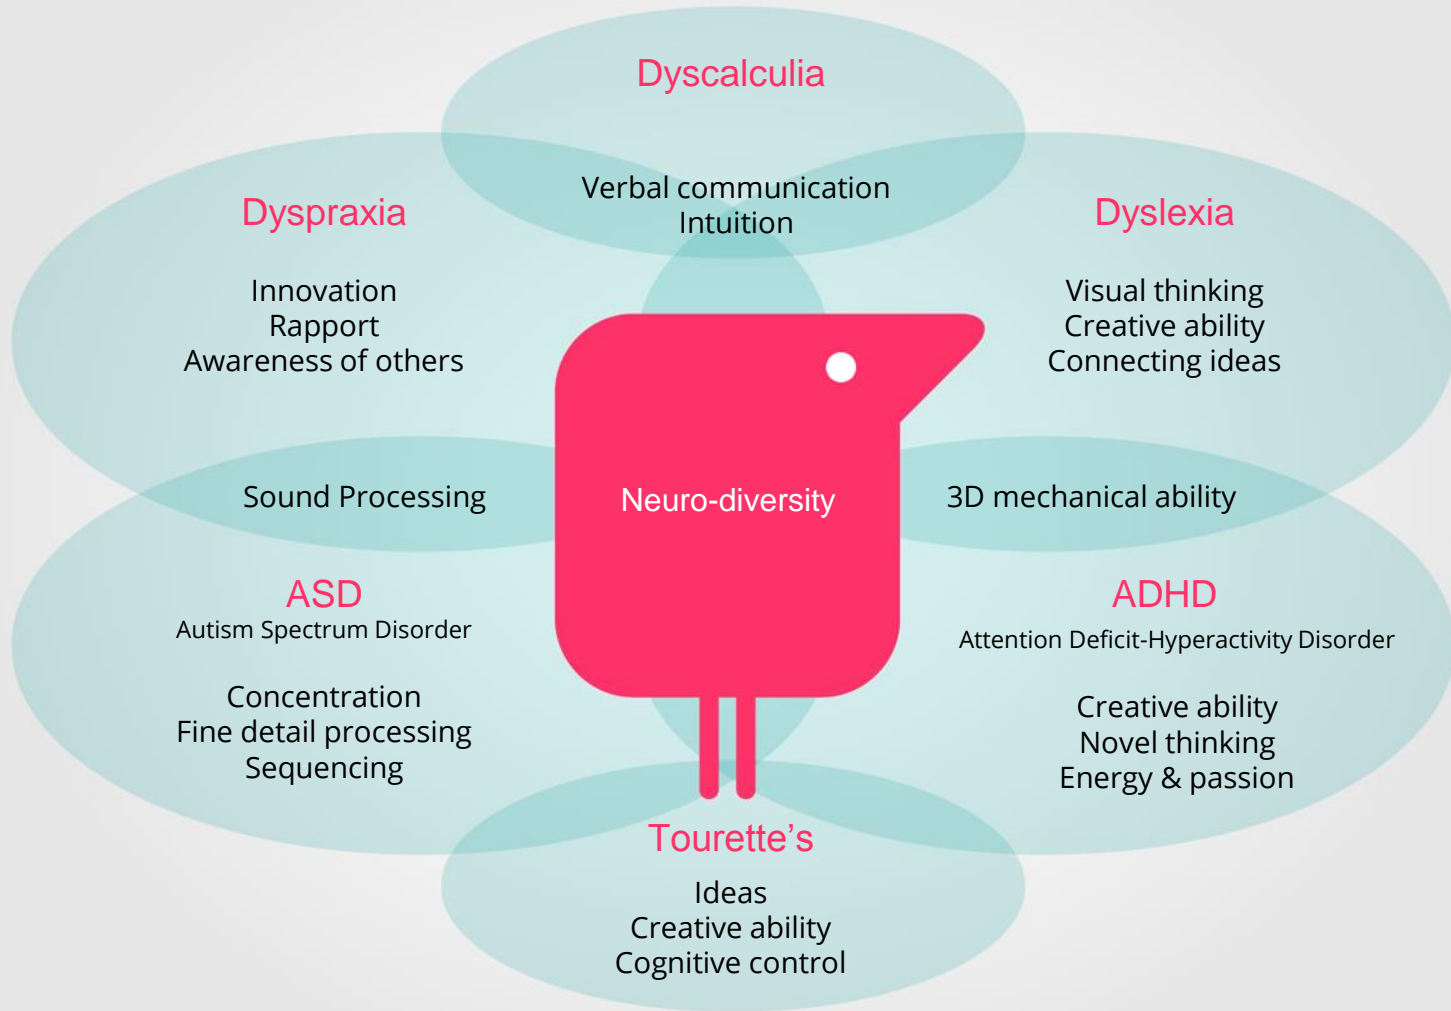 Dyscalculia
Verbal communication
Intuition
Dyspraxia
Innovation
Rapport
Awareness of others
Dyslexia
Visual thinking
Creative ability
Connecting ideas
Sound Processing
Neuro-diversity
3D mechanical ability
ASD
Autism Spectrum Disorder
Concentration
Fine detail processing
Sequencing
ADHD
Attention Deficit-Hyperactivity Disorder
Creative ability
Novel thinking
Energy & passion
Tourette’s
Ideas
Creative ability
Cognitive control